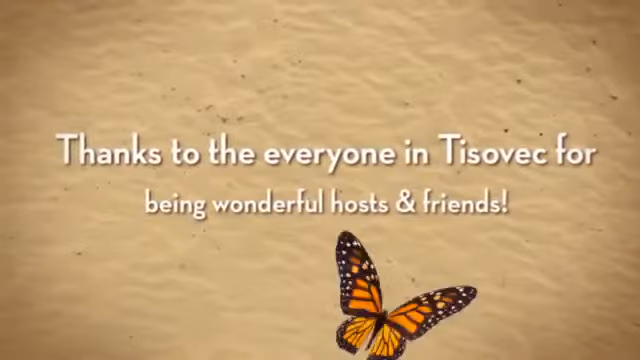 Thanks to the everyone in Tisovec for
being wonderful hosts & friends!